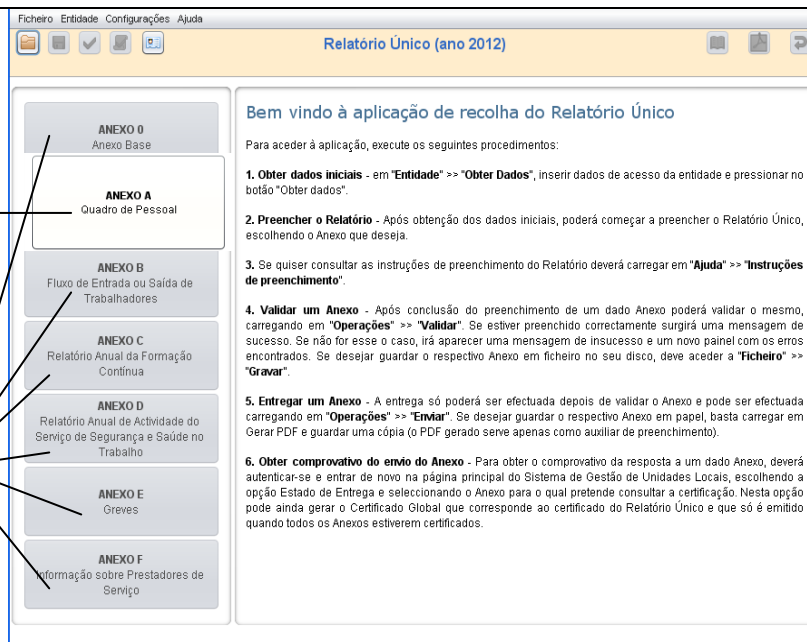 Ficheiro Entidade Configurações Ajuda
Relatório Único (ano 2012)
ANEXO 0
Anexo Base
ANEXO A
Quadro de Pessoal
ANEXO B
Fluxo de Entrada ou Saída de
Trabalhadores
ANEXO C
Relatório Anual da Formação
Contínua
ANEXO D
Relatório Anual de Actividade do
Serviço de Segurança e Saúde no
Trabalho
ANEXO E
Greves
ANEXO F
Informação sobre Prestadores de
Serviço
Bem vindo à aplicação de recolha do Relatório Único
Para aceder à aplicação, execute os seguintes procedimentos:
1. Obter dados iniciais - em "Entidade" >> "Obter Dados", inserir dados de acesso da entidade e pressionar no
botão "Obter dados".
2. Preencher o Relatório - Após obtenção dos dados iniciais, poderá começar a preencher o Relatório Único,
escolhendo o Anexo que deseja.
3. Se quiser consultar as instruções de preenchimento do Relatório deverá carregar em "Ajuda" >> "Instruções
de preenchimento".
4. Validar um Anexo - Após conclusão do preenchimento de um dado Anexo poderá validar o mesmo,
carregando em "Operações" >> "Validar". Se estiver preenchido correctamente surgirá uma mensagem de
sucesso. Se não for esse o caso, irá aparecer uma mensagem de insucesso e um novo painel com os erros
encontrados. Se desejar guardar o respectivo Anexo em ficheiro no seu disco, deve aceder a "Ficheiro" >>
"Gravar".
5. Entregar um Anexo - A entrega só poderá ser efectuada depois de validar o Anexo e pode ser efectuada
carregando em "Operações" >> "Enviar". Se desejar guardar o respectivo Anexo em papel, basta carregar em
Gerar PDF e guardar uma cópia (o PDF gerado serve apenas como auxiliar de preenchimento).
6. Obter comprovativo do envio do Anexo - Para obter o comprovativo da resposta a um dado Anexo, deverá
autenticar-se e entrar de novo na página principal do Sistema de Gestão de Unidades Locais, escolhendo a
opção Estado de Entrega e seleccionando o Anexo para o qual pretende consultar a certificação. Nesta opção
pode ainda gerar o Certificado Global que corresponde ao certificado do Relatório Único e que só é emitido
quando todos os Anexos estiverem certificados.